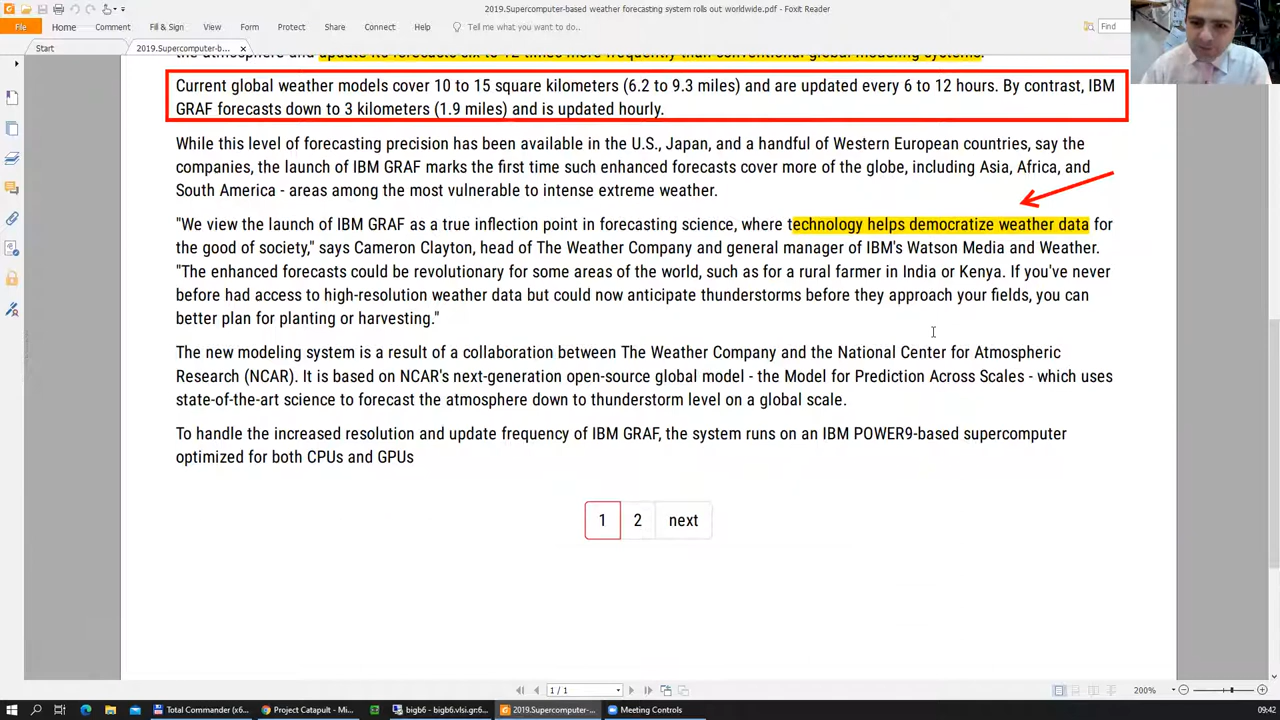 2019.Supercomputer-based weather forecasting system rolls out worldwide.pdf - Foxit Reader
File Home Comment Fill & Sign Form Protect Share Connect Help Tell me what you want to do... Find
Start 2019.Supercomputer-b...
the atmosphere and update its forecasts six to 12 times more frequently than conventional global modeling systems.
Current global weather models cover 10 to 15 square kilometers (6.2 to 9.3 miles) and are updated every 6 to 12 hours. By contrast, IBM
GRAF forecasts down to 3 kilometers (1.9 miles) and is updated hourly.
While this level of forecasting precision has been available in the U.S., Japan, and a handful of Western European countries, say the
companies, the launch of IBM GRAF marks the first time such enhanced forecasts cover more of the globe, including Asia, Africa, and
South America - areas among the most vulnerable to intense extreme weather.
"We view the launch of IBM GRAF as a true inflection point in forecasting science, where technology helps democratize weather data for
the good of society," says Cameron Clayton, head of The Weather Company and general manager of IBM's Watson Media and Weather.
"The enhanced forecasts could be revolutionary for some areas of the world, such as for a rural farmer in India or Kenya. If you've never
before had access to high-resolution weather data but could now anticipate thunderstorms before they approach your fields, you can
better plan for planting or harvesting."
The new modeling system is a result of a collaboration between The Weather Company and the National Center for Atmospheric
Research (NCAR). It is based on NCAR's next-generation open-source global model - the Model for Prediction Across Scales - which uses
state-of-the-art science to forecast the atmosphere down to thunderstorm level on a global scale.
To handle the increased resolution and update frequency of IBM GRAF, the system runs on an IBM POWER9-based supercomputer
optimized for both CPUs and GPUs
1 2 next
1 / 1 200%
Total Commander (x6... Project Catapult - Mi... bigb6 - bigb6.vlsi.gr:6... 2019.Supercomputer-... Meeting Controls 09:42